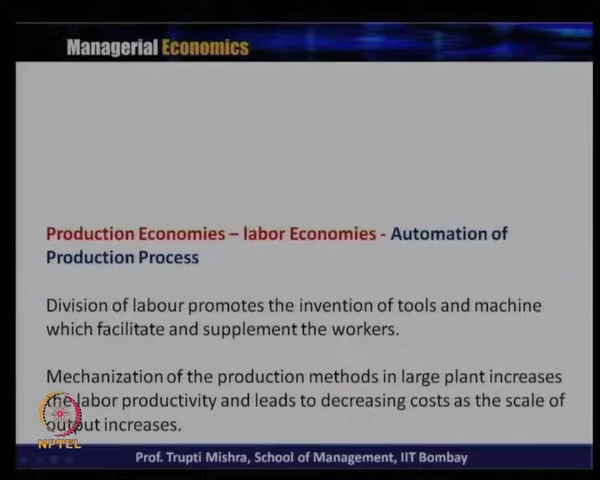 Managerial Economics
Production Economies – labor Economies - Automation of
Production Process
Division of labour promotes the invention of tools and machine
which facilitate and supplement the workers.
Mechanization of the production methods in large plant increases
the labor productivity and leads to decreasing costs as the scale of
output increases.
NPTEL
Prof. Trupti Mishra, School of Management, IIT Bombay